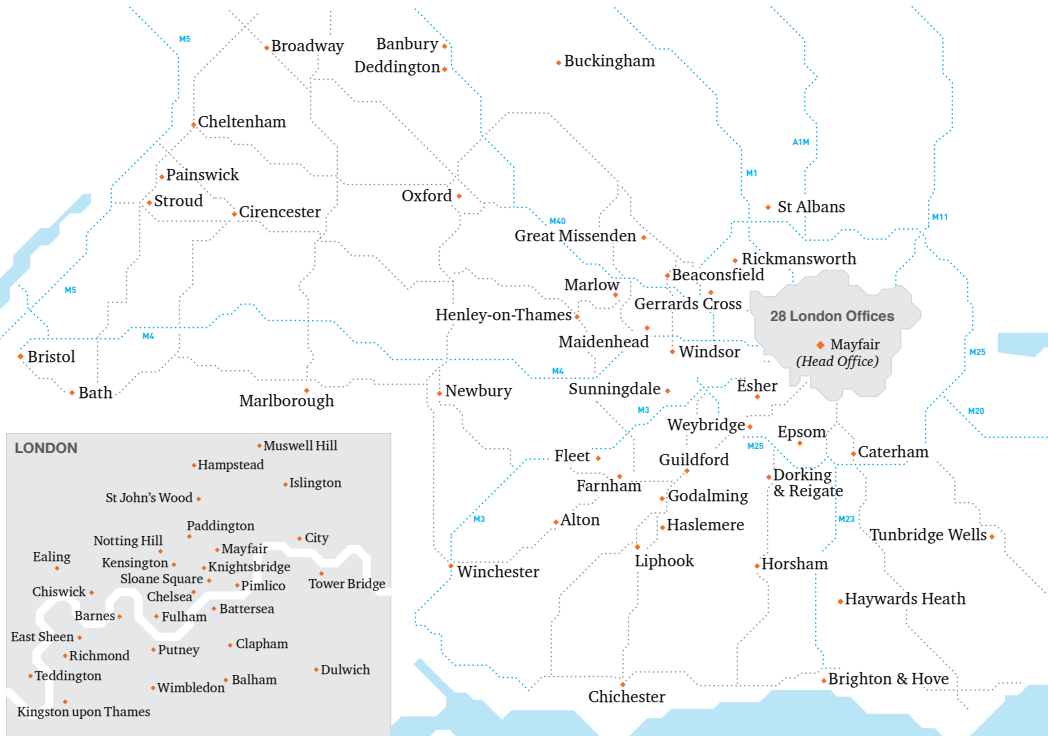 M5
Broadway
Banbury
Deddington
Buckingham
Cheltenham
A1M
M1
Painswick
Stroud
Cirencester
Oxford
St Albans
M40
M11
Great Missenden
Rickmansworth
Beaconsfield
Marlow
M5
Gerrards Cross
Henley-on-Thames
28 London Offices
M4
Maidenhead
Mayfair
(Head Office)
Windsor
M25
Bristol
M4
Bath
Marlborough
Newbury
Sunningdale
Esher
M3
M20
Weybridge
M25
Epsom
Caterham
Fleet
Guildford
Farnham
Dorking
& Reigate
Godalming
M3
Alton
Haslemere
M23
Tunbridge Wells
Liphook
Winchester
Horsham
Haywards Heath
Chichester
Brighton & Hove
LONDON
Muswell Hill
Hampstead
Islington
St John's Wood
Paddington
City
Notting Hill
Mayfair
Ealing
Kensington
Knightsbridge
Sloane Square
Pimlico
Tower Bridge
Chiswick
Chelsea
Battersea
Barnes
Fulham
East Sheen
Clapham
Richmond
Putney
Teddington
Dulwich
Balham
Wimbledon
Kingston upon Thames